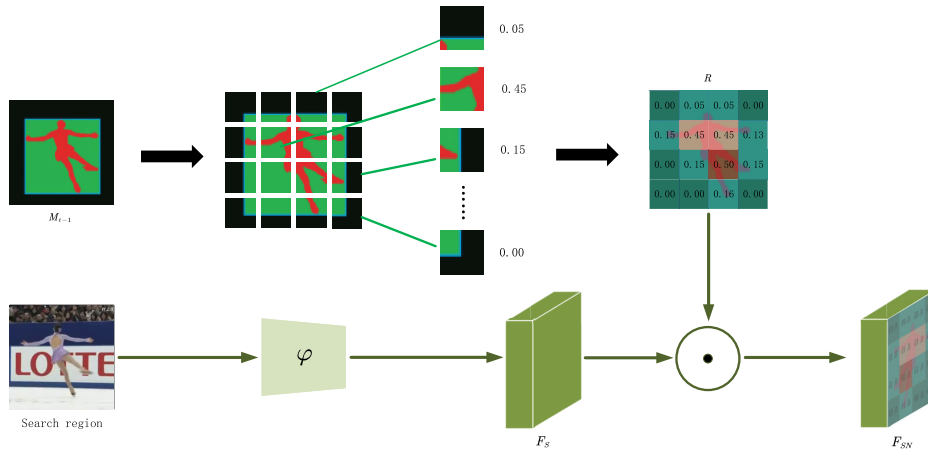 0.05
0.45
0.15
0.00
M_{t-1}
R
0.00 0.05 0.05 0.00
0.15 0.45 0.45 0.13
0.00 0.15 0.50 0.15
0.00 0.00 0.16 0.00
LOTTE
Search region
φ
F_S
F_{SN}